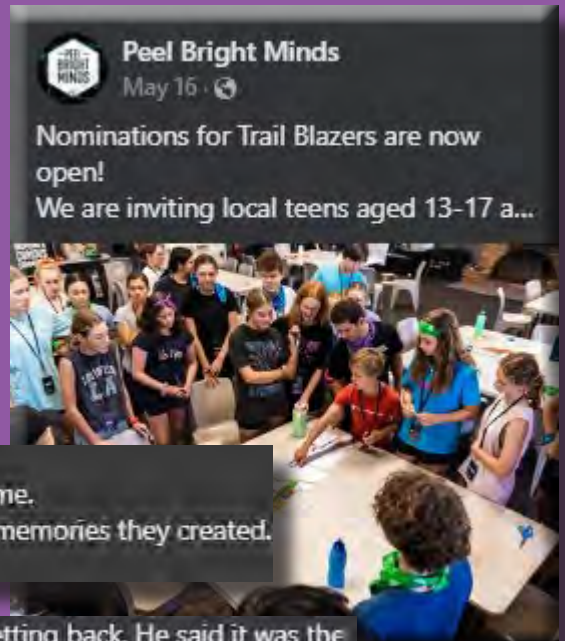 PEEL
BRIGHT
MINDS
Peel Bright Minds
May 16
Nominations for Trail Blazers are now
open!
We are inviting local teens aged 13-17 a...
me.
memories they created.
etting back. He said it was the